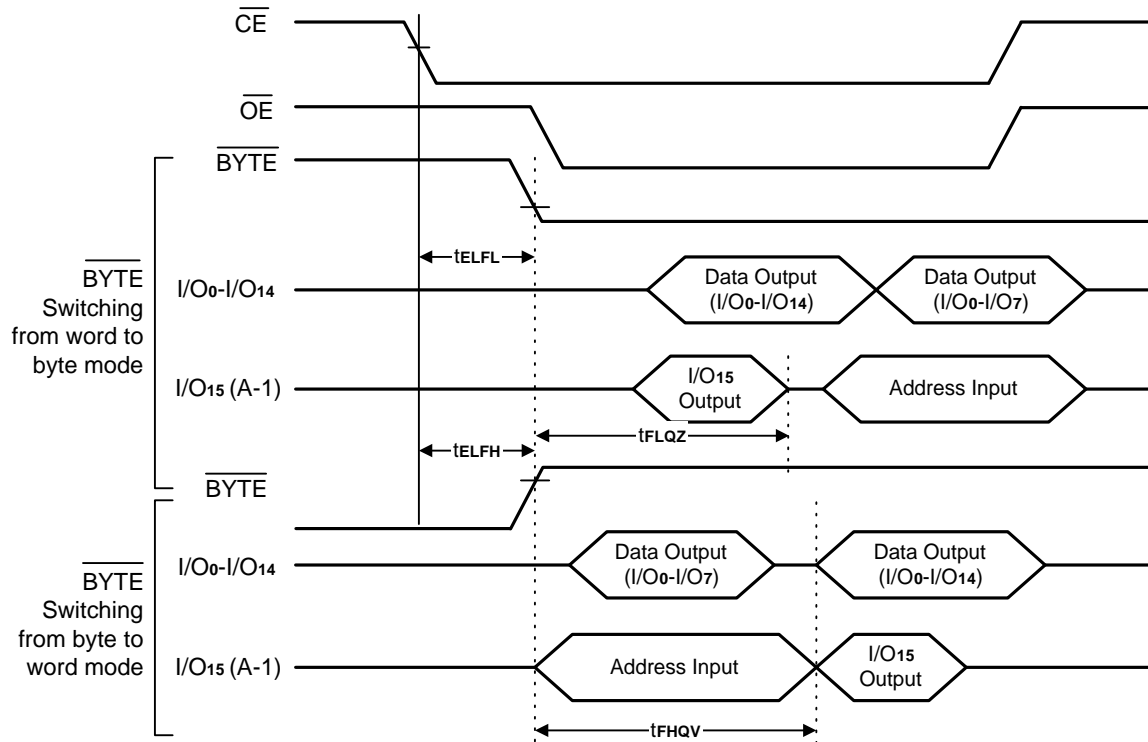 CE
OE
BYTE
tELFL
BYTE
Switching
from word to
byte mode
I/O0-I/O14
Data Output
(I/O0-I/O14)
Data Output
(I/O0-I/O7)
I/O15 (A-1)
I/O15
Output
Address Input
tELFH
tFLQZ
BYTE
BYTE
Switching
from byte to
word mode
I/O0-I/O14
Data Output
(I/O0-I/O7)
Data Output
(I/O0-I/O14)
I/O15 (A-1)
Address Input
I/O15
Output
tFHQV